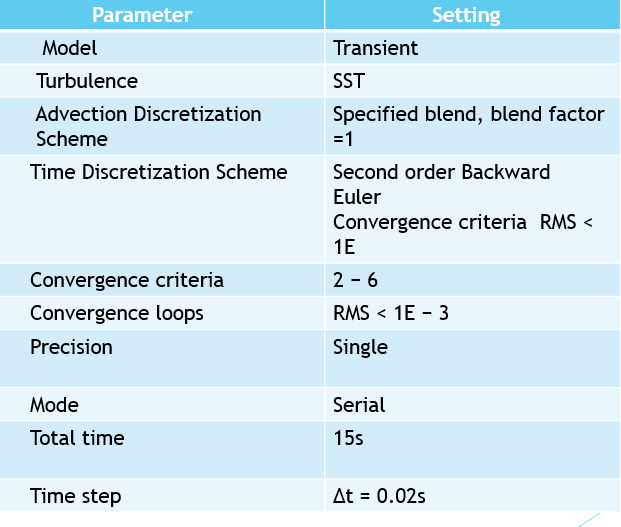 Parameter Setting
Model Transient
Turbulence SST
Advection Discretization Specified blend, blend factor
Scheme =1
Time Discretization Scheme Second order Backward
Euler
Convergence criteria RMS <
1E
Convergence criteria 2 − 6
Convergence loops RMS < 1E − 3
Precision Single
Mode Serial
Total time 15s
Time step Δt = 0.02s